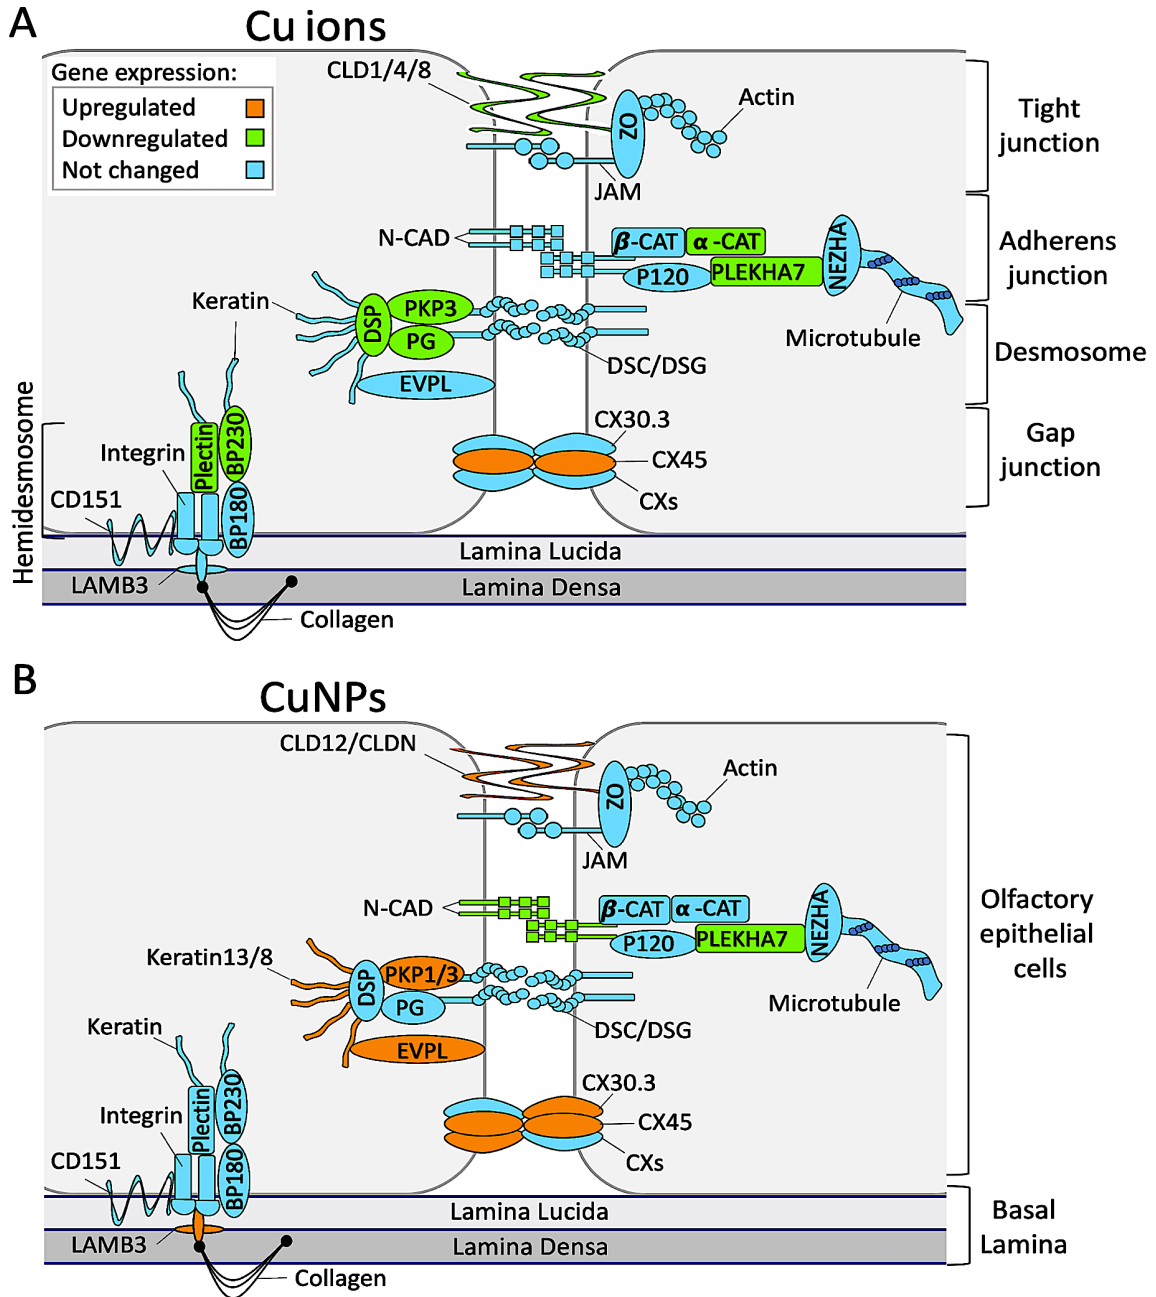 A
Cu ions
Gene expression:
Upregulated
Downregulated
Not changed
CLD1/4/8
ZO
Actin
JAM
Tight
junction
N-CAD
β-CAT
α-CAT
P120
PLEKHA7
NEZHA
Microtubule
Adherens
junction
Keratin
DSP
PKP3
PG
EVPL
DSC/DSG
Desmosome
CX30.3
CX45
CXs
Gap
junction
Hemidesmosome
Integrin
Plectin
BP230
CD151
BP180
LAMB3
Lamina Lucida
Lamina Densa
Collagen
B
CuNPs
CLD12/CLDN
ZO
Actin
JAM
N-CAD
β-CAT
α-CAT
P120
PLEKHA7
NEZHA
Microtubule
Olfactory
epithelial
cells
Keratin13/8
DSP
PKP1/3
PG
EVPL
DSC/DSG
Keratin
CX30.3
CX45
CXs
Integrin
Plectin
BP230
CD151
BP180
LAMB3
Lamina Lucida
Lamina Densa
Collagen
Basal
Lamina